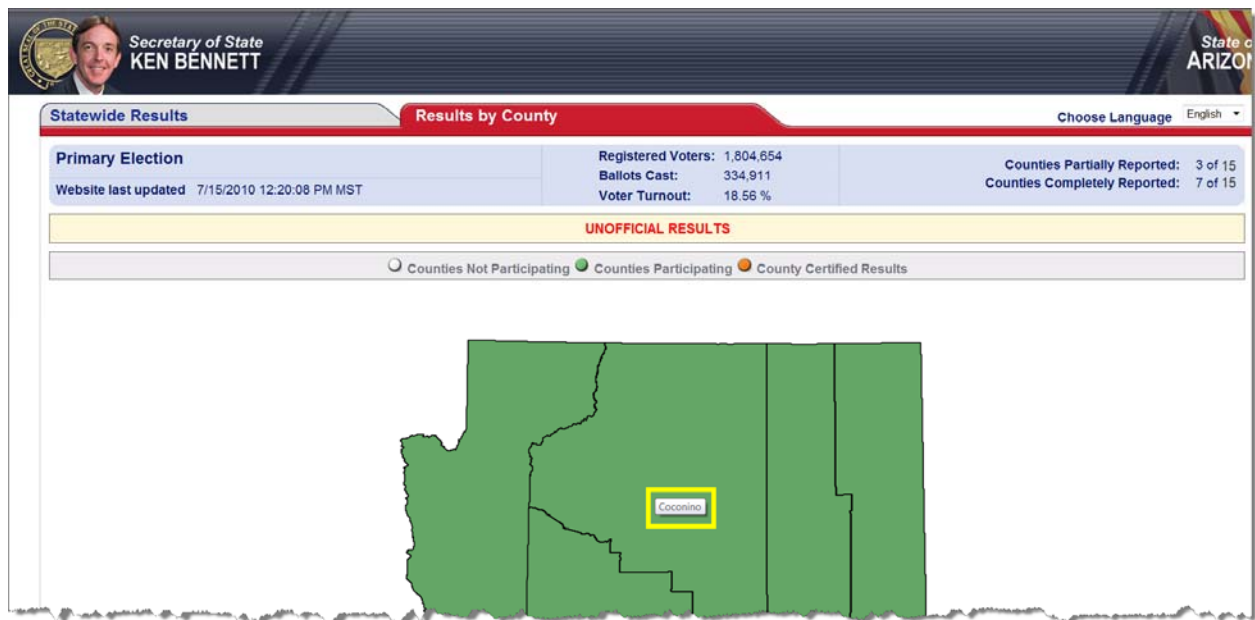 Secretary of State
KEN BENNETT
State
ARIZO
Statewide Results
Results by County
Choose Language English
Primary Election
Website last updated 7/15/2010 12:20:08 PM MST
Registered Voters: 1,804,654
Ballots Cast: 334,911
Voter Turnout: 18.56 %
Counties Partially Reported: 3 of 15
Counties Completely Reported: 7 of 15
UNOFFICIAL RESULTS
Counties Not Participating Counties Participating County Certified Results
Coconino